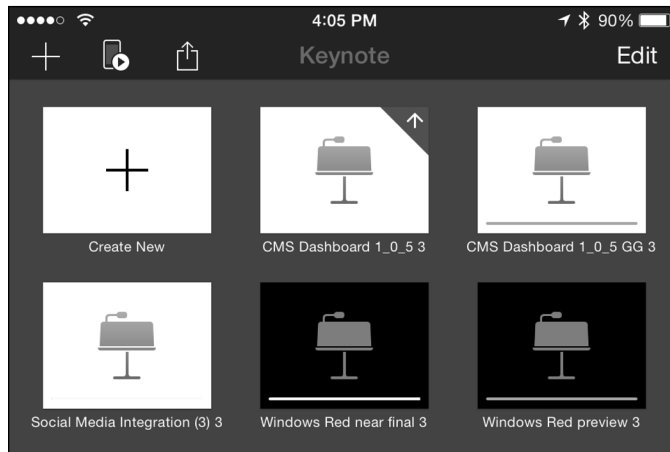 4:05 PM
90%
Keynote
Edit
Create New
CMS Dashboard 1_0_5 3
CMS Dashboard 1_0_5 GG 3
Social Media Integration (3) 3
Windows Red near final 3
Windows Red preview 3